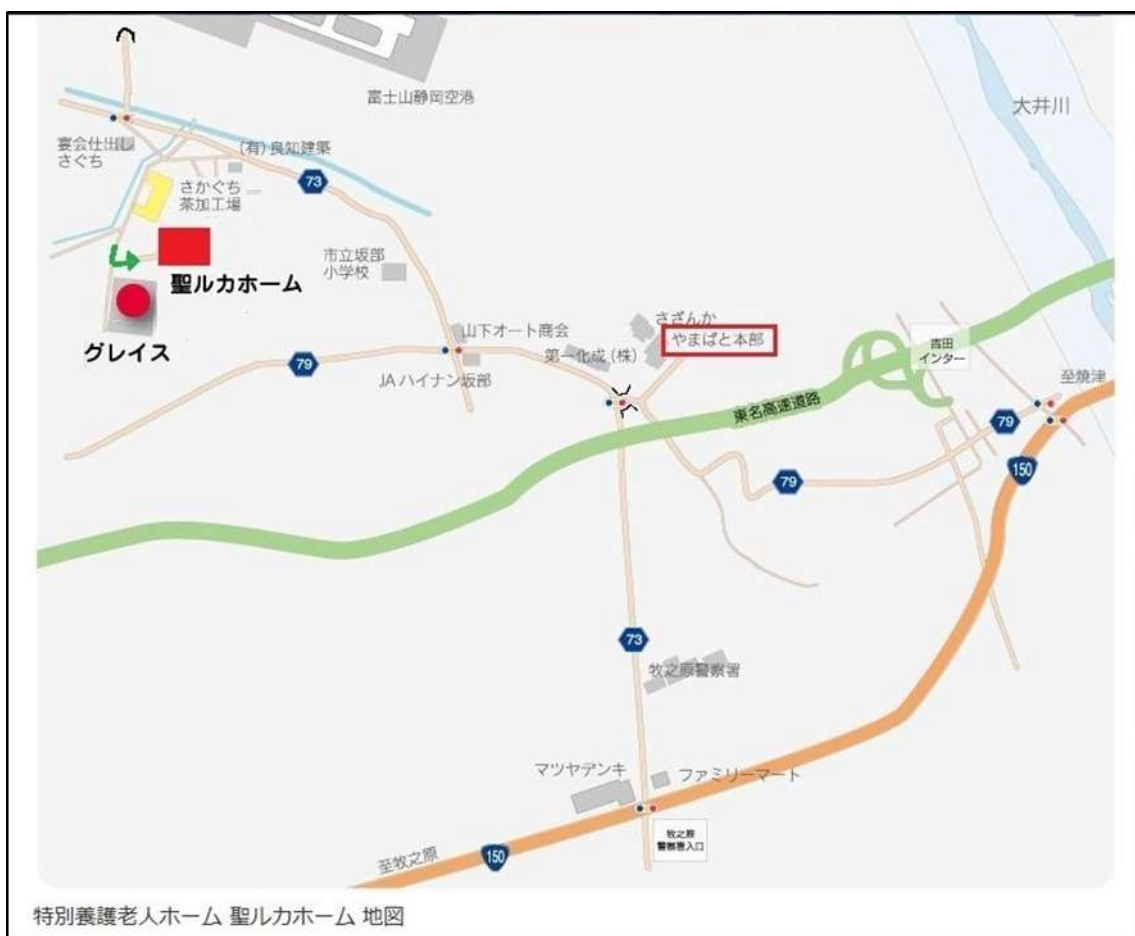 富士山静岡空港
大井川
宴会仕出し
さぐち
(有)良知建築
73
さかぐち
茶加工場
市立坂部
小学校
聖ルカホーム
グレイス
山下オート商会
さざんか
やまばと本部
第一化成(株)
吉田
インター
79
JAハイナン坂部
至焼津
東名高速道路
79
79
150
73
牧之原警察署
マツヤデンキ
ファミリーマート
牧之原
警察署入口
至牧之原
150
特別養護老人ホーム 聖ルカホーム 地図